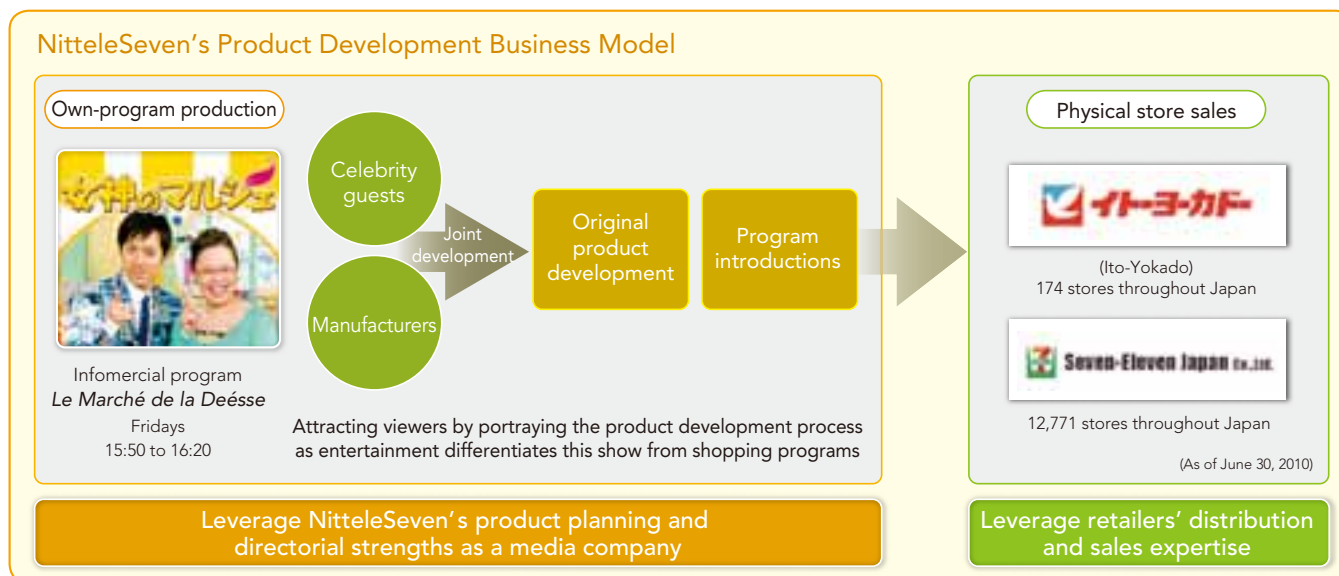 NitteleSeven’s Product Development Business Model
Own-program production
女神のマルシェ
Infomercial program
Le Marché de la Deésse
Fridays
15:50 to 16:20
Celebrity
guests
Manufacturers
Joint
development
Original
product
development
Program
introductions
Attracting viewers by portraying the product development process
as entertainment differentiates this show from shopping programs
Leverage NitteleSeven’s product planning and
directorial strengths as a media company
Physical store sales
イトーヨーカドー
(Ito-Yokado)
174 stores throughout Japan
Seven-Eleven Japan Co.,Ltd.
12,771 stores throughout Japan
(As of June 30, 2010)
Leverage retailers’ distribution
and sales expertise